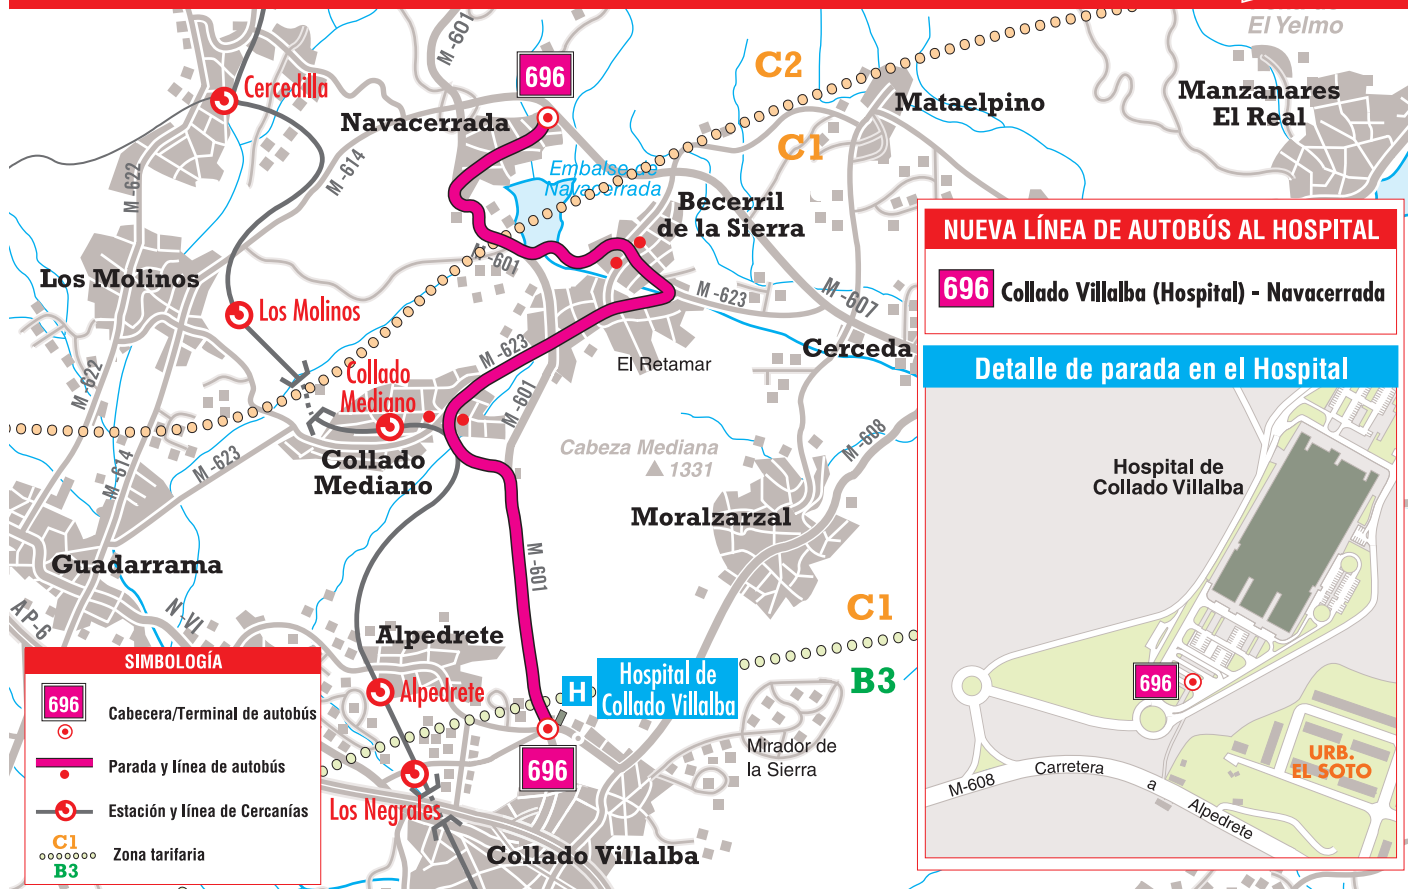 El Yelmo
M-601
696
C2
Cercedilla
Navacerrada
Mataelpino
Manzanares
El Real
C1
M-614
M-622
Embalse de
Navacerrada
Becerril
de la Sierra
NUEVA LÍNEA DE AUTOBÚS AL HOSPITAL
696 Collado Villalba (Hospital) - Navacerrada
Los Molinos
M-601
M-623
M-607
Los Molinos
Cerceda
M-623
El Retamar
Collado
Mediano
M-622
M-601
Detalle de parada en el Hospital
Cabeza Mediana
1331
M-608
M-614
M-623
Collado
Mediano
Hospital de
Collado Villalba
Moralzarzal
Guadarrama
M-601
AP-6
N-VI
C1
Alpedrete
B3
Hospital de
Collado Villalba
H
Alpedrete
696
696
Mirador de
la Sierra
Los Negrales
Collado Villalba
URB.
EL SOTO
M-608
Carretera
a
Alpedrete
SIMBOLOGÍA
696
Cabecera/Terminal de autobús
Parada y línea de autobús
Estación y línea de Cercanías
C1
Zona tarifaria
B3